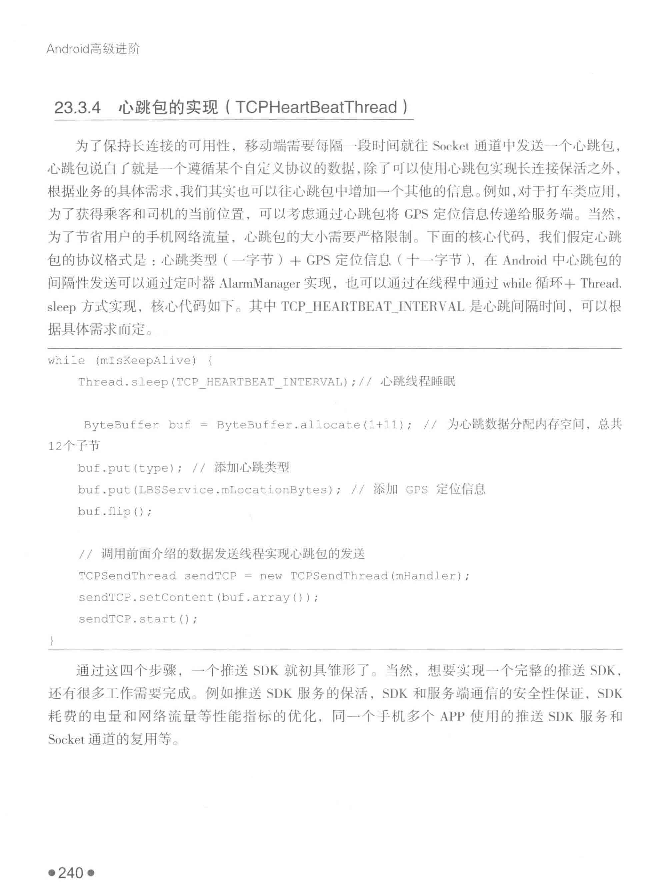 Android高级进阶
23.3.4 心跳包的实现（TCPHeartBeatThread）
为了保持长连接的可用性，移动端需要每隔一段时间就往 Socket 通道中发送一个心跳包，
心跳包说白了就是一个遵循某个自定义协议的数据，除了可以使用心跳包实现长连接保活之外，
根据业务的具体需求，我们其实也可以往心跳包中增加一个其他的信息。例如，对于打车类应用，
为了获得乘客和司机的当前位置，可以考虑通过心跳包将 GPS 定位信息传递给服务端。当然，
为了节省用户的手机网络流量，心跳包的大小需要严格限制。下面的核心代码，我们假定心跳
包的协议格式是：心跳类型（一字节）+ GPS 定位信息（十一字节），在 Android 中心跳包的
间隔性发送可以通过定时器 AlarmManager 实现，也可以通过在线程中通过 while 循环+ Thread.
sleep 方式实现，核心代码如下。其中 TCP_HEARTBEAT_INTERVAL 是心跳间隔时间，可以根
据具体需求而定。
while (mIsKeepAlive) {
Thread.sleep(TCP_HEARTBEAT_INTERVAL);// 心跳线程睡眠
ByteBuffer buf = ByteBuffer.allocate(1+11); // 为心跳数据分配内存空间，总共
12个字节
buf.put(type); // 添加心跳类型
buf.put(LBSService.mLocationBytes); // 添加 GPS 定位信息
buf.flip();
// 调用前面介绍的数据发送线程实现心跳包的发送
TCPSendThread sendTCP = new TCPSendThread(mHandler);
sendTCP.setContent(buf.array());
sendTCP.start();
}
通过这四个步骤，一个推送 SDK 就初具雏形了。当然，想要实现一个完整的推送 SDK，
还有很多工作需要完成。例如推送 SDK 服务的保活，SDK 和服务端通信的安全性保证，SDK
耗费的电量和网络流量等性能指标的优化，同一个手机多个 APP 使用的推送 SDK 服务和
Socket 通道的复用等。
●240●